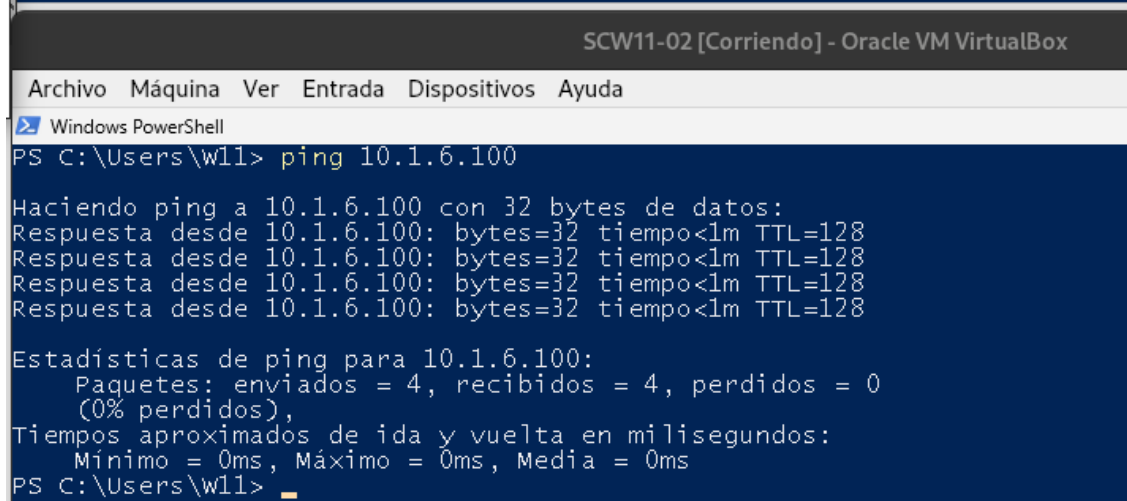 SCW11-02 [Corriendo] - Oracle VM VirtualBox
Archivo Máquina Ver Entrada Dispositivos Ayuda
Windows PowerShell
PS C:\Users\W11> ping 10.1.6.100
Haciendo ping a 10.1.6.100 con 32 bytes de datos:
Respuesta desde 10.1.6.100: bytes=32 tiempo<1m TTL=128
Respuesta desde 10.1.6.100: bytes=32 tiempo<1m TTL=128
Respuesta desde 10.1.6.100: bytes=32 tiempo<1m TTL=128
Respuesta desde 10.1.6.100: bytes=32 tiempo<1m TTL=128
Estadísticas de ping para 10.1.6.100:
Paquetes: enviados = 4, recibidos = 4, perdidos = 0
(0% perdidos),
Tiempos aproximados de ida y vuelta en milisegundos:
Mínimo = 0ms, Máximo = 0ms, Media = 0ms
PS C:\Users\W11>